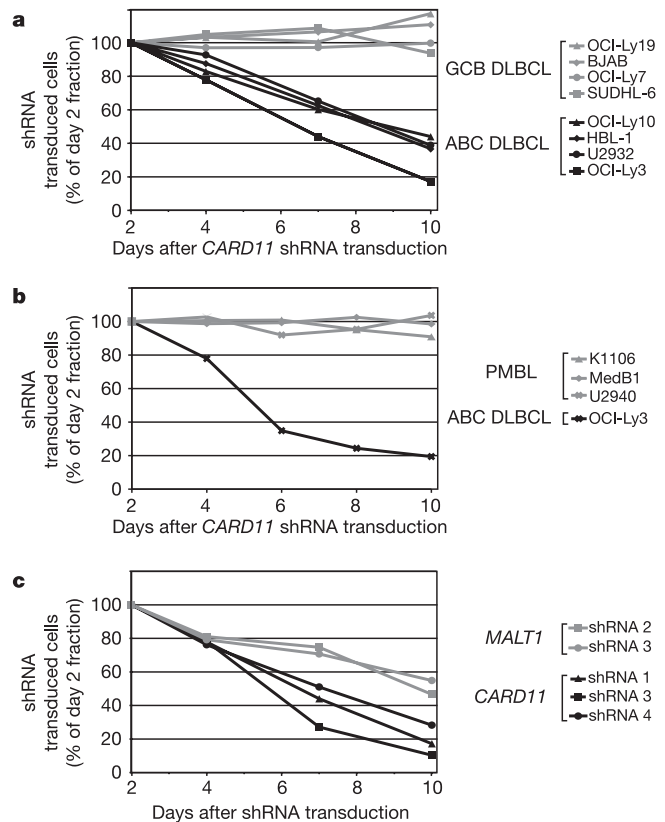 a
shRNA
transduced cells
(% of day 2 fraction)
100
80
60
40
20
0
2 4 6 8 10
Days after CARD11 shRNA transduction
GCB DLBCL
OCI-Ly19
BJAB
OCI-Ly7
SUDHL-6
ABC DLBCL
OCI-Ly10
HBL-1
U2932
OCI-Ly3
b
shRNA
transduced cells
(% of day 2 fraction)
100
80
60
40
20
0
2 4 6 8 10
Days after CARD11 shRNA transduction
PMBL
K1106
MedB1
U2940
ABC DLBCL
OCI-Ly3
c
shRNA
transduced cells
(% of day 2 fraction)
100
80
60
40
20
0
2 4 6 8 10
Days after shRNA transduction
MALT1
shRNA 2
shRNA 3
CARD11
shRNA 1
shRNA 3
shRNA 4